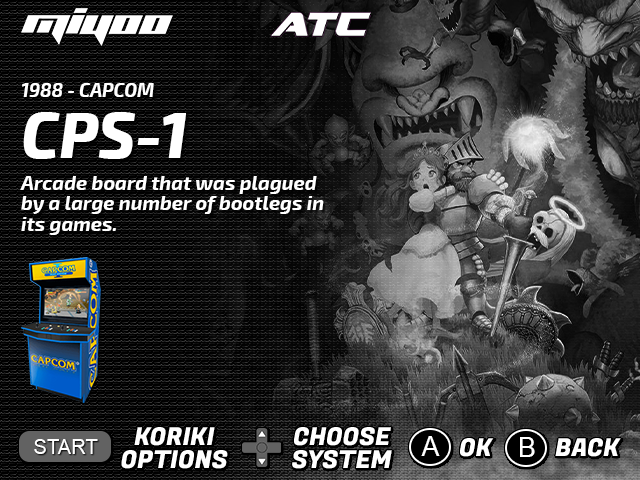 miyoo
ATC
1988 - CAPCOM
CPS-1
Arcade board that was plagued
by a large number of bootlegs in
its games.
CAPCOM
CAPCOM
CAPCOM
START
KORIKI
OPTIONS
CHOOSE
SYSTEM
A
OK
B
BACK